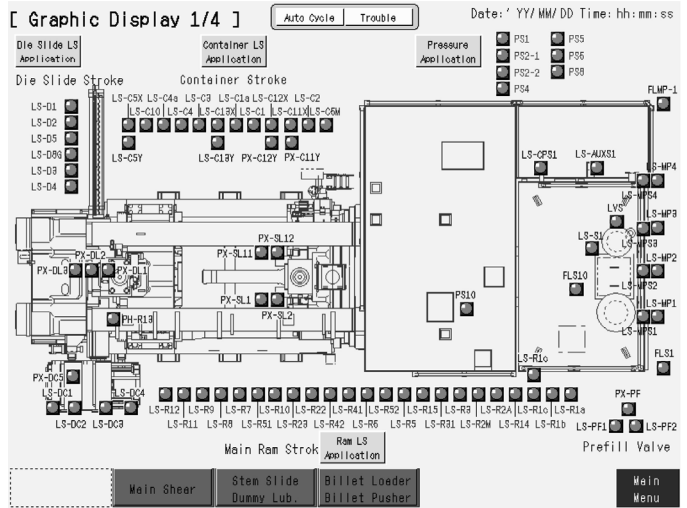 [ Graphic Display 1/4 ]
Auto Cycle
Trouble
Date:' YY/MM/DD Time:hh:mm:ss
Die Slide LS
Application
Container LS
Application
Pressure
Application
PS1
PS5
PS2-1
PS6
PS2-2
PS8
PS4
Die Slide Stroke
Container Stroke
FLMP-1
LS-D1
LS-D2
LS-D5
LS-D8G
LS-D3
LS-D4
LS-C5X LS-C4a LS-C3 LS-C1a LS-C12X LS-C2
LS-C10 LS-C4 LS-C13X LS-C1 LS-C11X LS-C6M
LS-C5Y
LS-C13Y
PX-C12Y
PX-C11Y
LS-CPS1
LS-AUXS1
LS-MP4
LS-MPS4
LVS
LS-MP3
LS-S1
LS-MPS3
PX-SL12
PX-SL11
PX-DL2
PX-DL3
PX-DL1
LS-MP2
FLS10
LS-MPS2
PX-SL1
PX-SL2
PS10
LS-MP1
PH-R13
LS-MPS1
LS-R1c
FLS1
PX-DC5
LS-DC1
LS-DC4
LS-DC2
LS-DC3
LS-R12 LS-R9 LS-R7 LS-R10 LS-R22 LS-R41 LS-R52 LS-R15 LS-R3 LS-R2A LS-R1c LS-R1a
LS-R11 LS-R8 LS-R51 LS-R23 LS-R42 LS-R6 LS-R5 LS-R31 LS-R2M LS-R14 LS-R1b
PX-PF
LS-PF1
LS-PF2
Main Ram Strok
Ram LS
Application
Prefill Valve
Main Shear
Stem Slide
Dummy Lub.
Billet Loader
Billet Pusher
Main
Menu